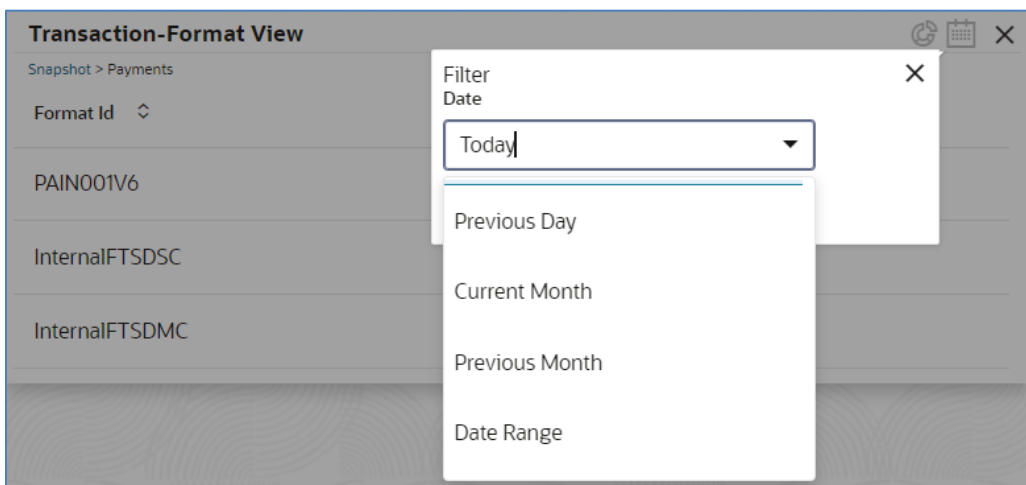 Transaction-Format View
Snapshot > Payments
Format Id
PAIN001V6
InternalFTSDSC
InternalFTSDMC
Filter
Date
Today
Previous Day
Current Month
Previous Month
Date Range